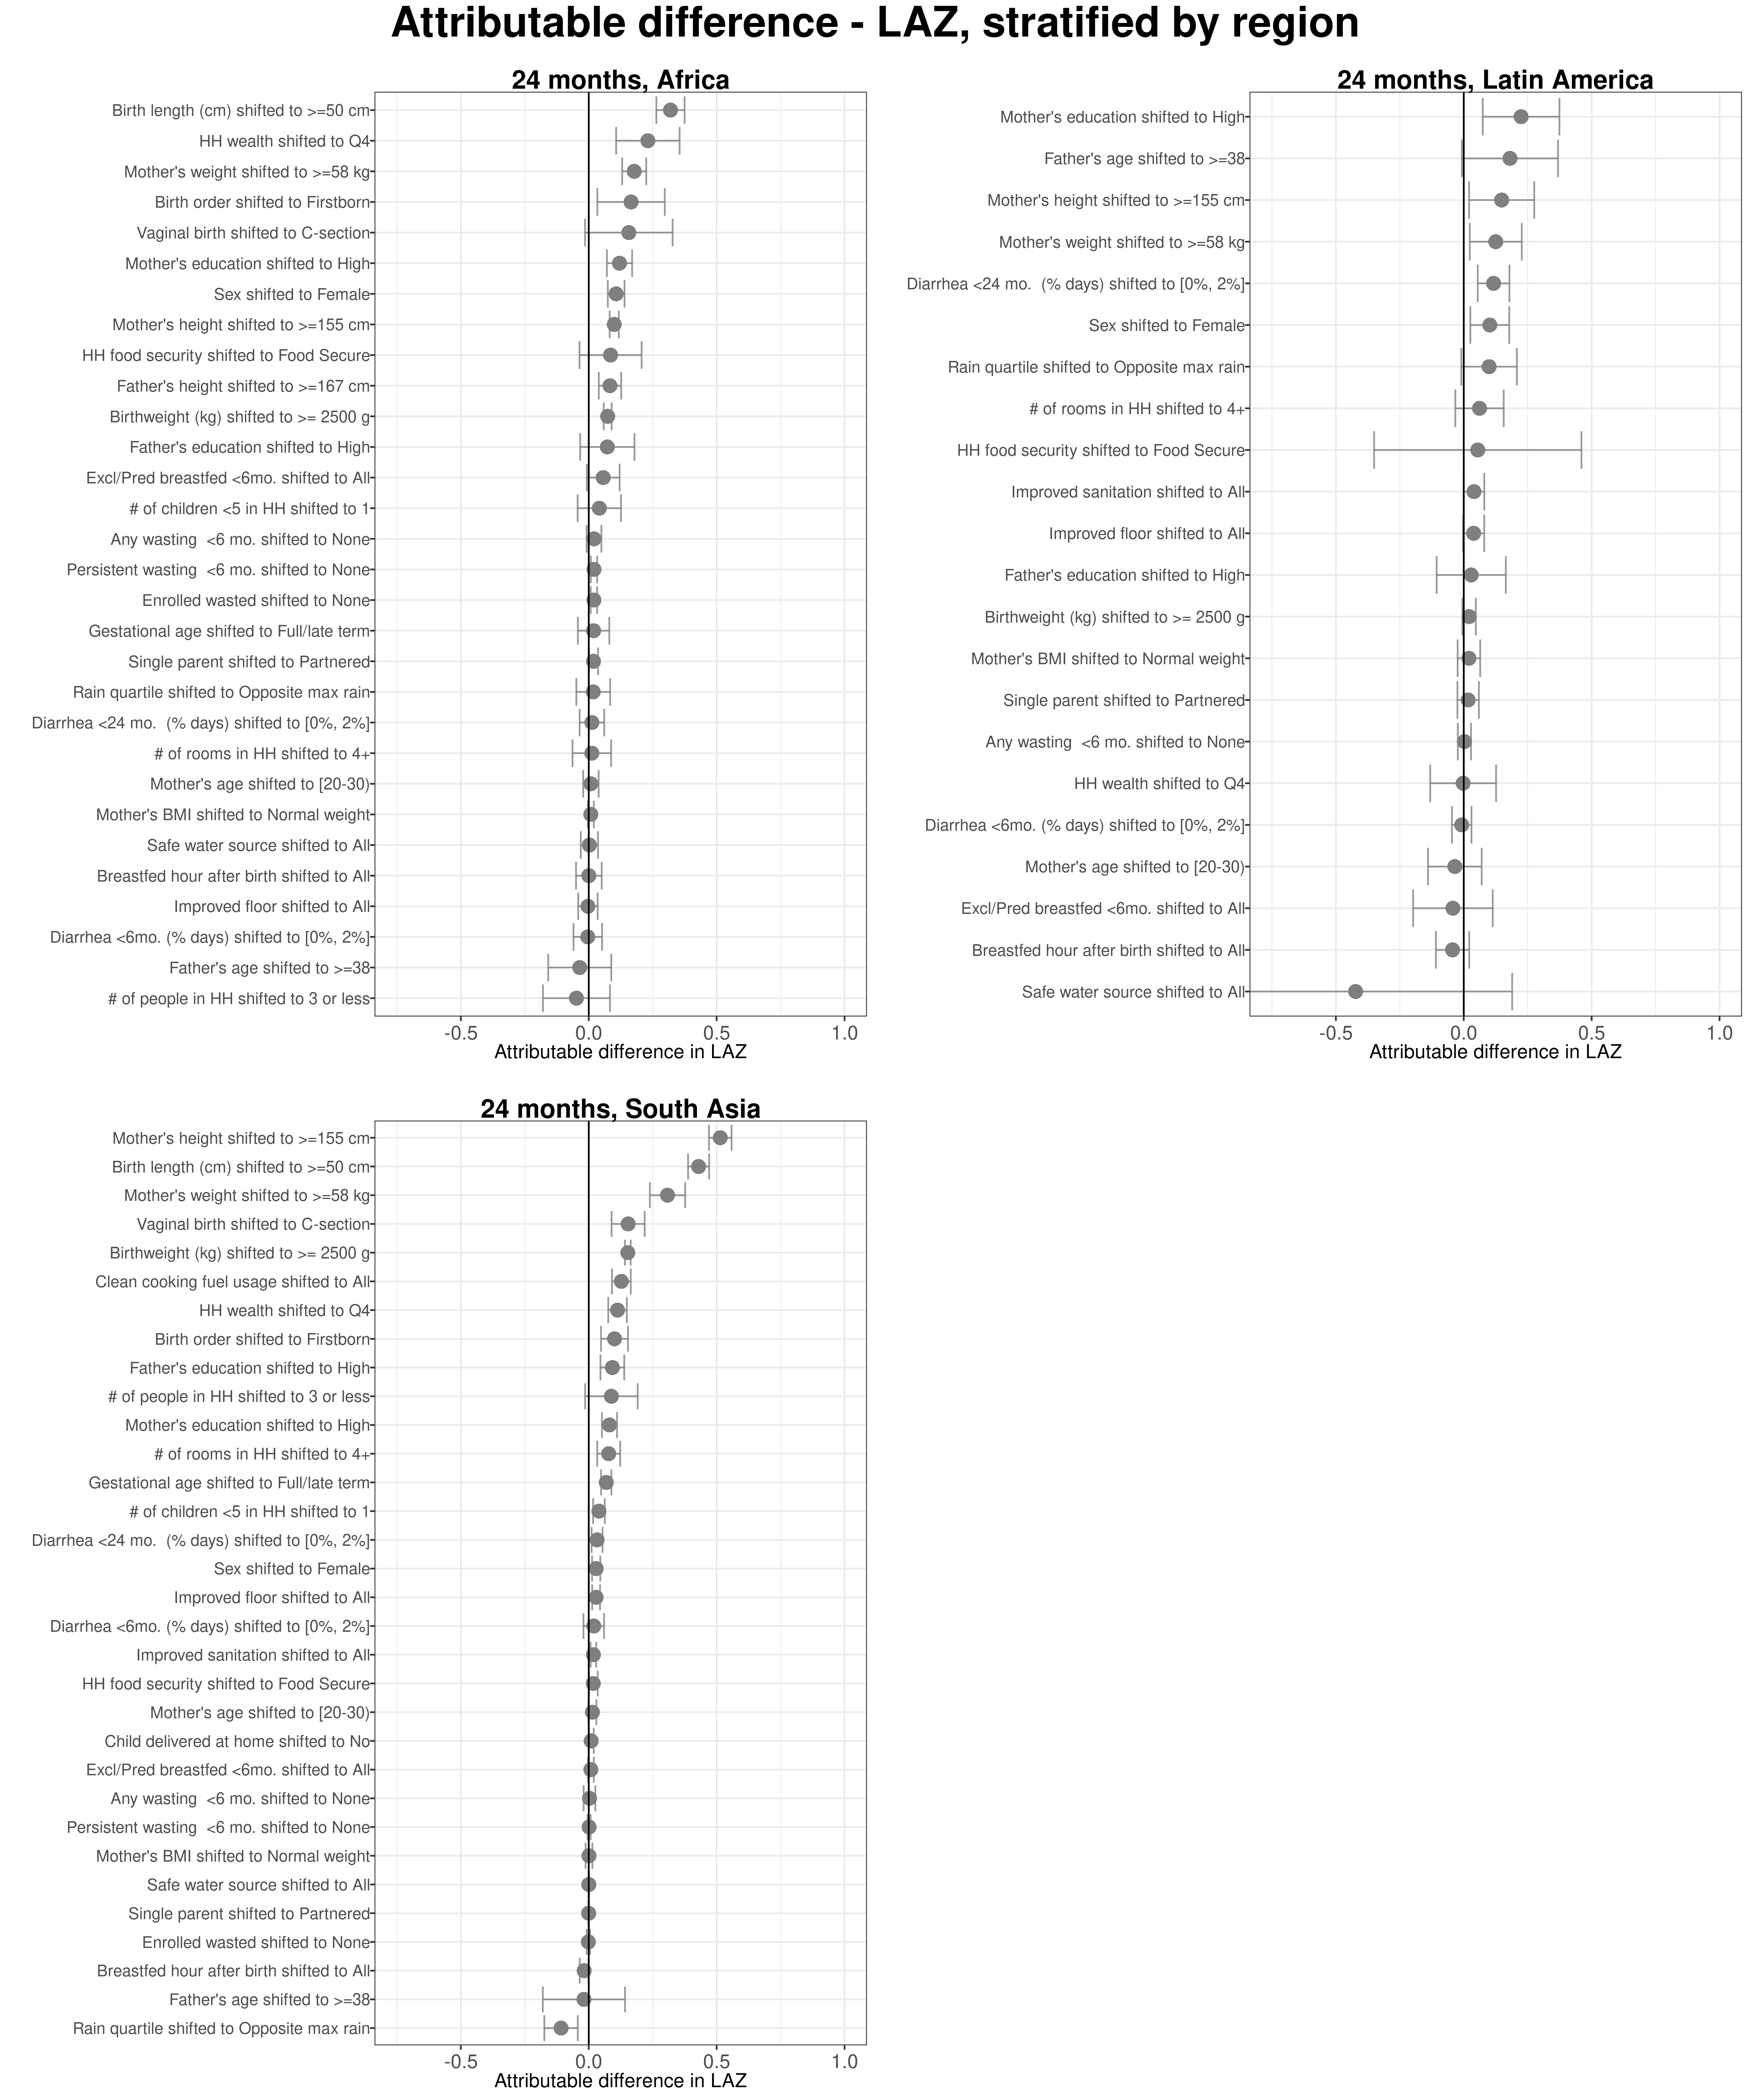 Attributable difference - LAZ, stratified by region
24 months, Africa
Birth length (cm) shifted to >=50 cm
HH wealth shifted to Q4
Mother's weight shifted to >=58 kg
Birth order shifted to Firstborn
Vaginal birth shifted to C-section
Mother's education shifted to High
Sex shifted to Female
Mother's height shifted to >=155 cm
HH food security shifted to Food Secure
Father's height shifted to >=167 cm
Birthweight (kg) shifted to >= 2500 g
Father's education shifted to High
Excl/Pred breastfed <6mo. shifted to All
# of children <5 in HH shifted to 1
Any wasting  <6 mo. shifted to None
Persistent wasting  <6 mo. shifted to None
Enrolled wasted shifted to None
Gestational age shifted to Full/late term
Single parent shifted to Partnered
Rain quartile shifted to Opposite max rain
Diarrhea <24 mo.  (% days) shifted to [0%, 2%]
# of rooms in HH shifted to 4+
Mother's age shifted to [20-30)
Mother's BMI shifted to Normal weight
Safe water source shifted to All
Breastfed hour after birth shifted to All
Improved floor shifted to All
Diarrhea <6mo. (% days) shifted to [0%, 2%]
Father's age shifted to >=38
# of people in HH shifted to 3 or less
-0.5 0.0 0.5 1.0
Attributable difference in LAZ
24 months, Latin America
Mother's education shifted to High
Father's age shifted to >=38
Mother's height shifted to >=155 cm
Mother's weight shifted to >=58 kg
Diarrhea <24 mo.  (% days) shifted to [0%, 2%]
Sex shifted to Female
Rain quartile shifted to Opposite max rain
# of rooms in HH shifted to 4+
HH food security shifted to Food Secure
Improved sanitation shifted to All
Improved floor shifted to All
Father's education shifted to High
Birthweight (kg) shifted to >= 2500 g
Mother's BMI shifted to Normal weight
Single parent shifted to Partnered
Any wasting  <6 mo. shifted to None
HH wealth shifted to Q4
Diarrhea <6mo. (% days) shifted to [0%, 2%]
Mother's age shifted to [20-30)
Excl/Pred breastfed <6mo. shifted to All
Breastfed hour after birth shifted to All
Safe water source shifted to All
-0.5 0.0 0.5 1.0
Attributable difference in LAZ
24 months, South Asia
Mother's height shifted to >=155 cm
Birth length (cm) shifted to >=50 cm
Mother's weight shifted to >=58 kg
Vaginal birth shifted to C-section
Birthweight (kg) shifted to >= 2500 g
Clean cooking fuel usage shifted to All
HH wealth shifted to Q4
Birth order shifted to Firstborn
Father's education shifted to High
# of people in HH shifted to 3 or less
Mother's education shifted to High
# of rooms in HH shifted to 4+
Gestational age shifted to Full/late term
# of children <5 in HH shifted to 1
Diarrhea <24 mo.  (% days) shifted to [0%, 2%]
Sex shifted to Female
Improved floor shifted to All
Diarrhea <6mo. (% days) shifted to [0%, 2%]
Improved sanitation shifted to All
HH food security shifted to Food Secure
Mother's age shifted to [20-30)
Child delivered at home shifted to No
Excl/Pred breastfed <6mo. shifted to All
Any wasting  <6 mo. shifted to None
Persistent wasting  <6 mo. shifted to None
Mother's BMI shifted to Normal weight
Safe water source shifted to All
Single parent shifted to Partnered
Enrolled wasted shifted to None
Breastfed hour after birth shifted to All
Father's age shifted to >=38
Rain quartile shifted to Opposite max rain
-0.5 0.0 0.5 1.0
Attributable difference in LAZ